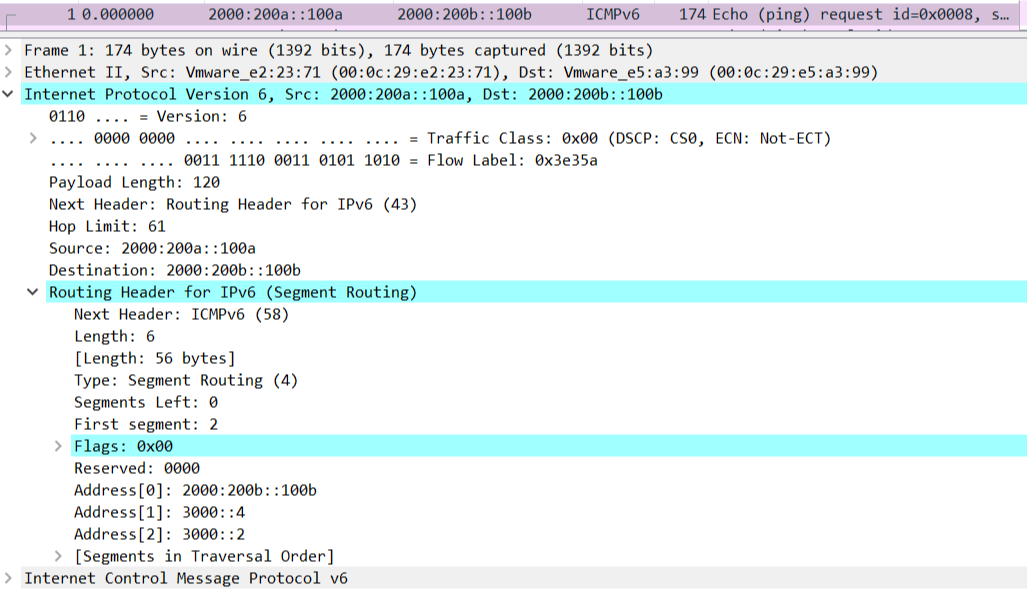 1 0.000000 2000:200a::100a 2000:200b::100b ICMPv6 174 Echo (ping) request id=0x0008, s…
Frame 1: 174 bytes on wire (1392 bits), 174 bytes captured (1392 bits)
Ethernet II, Src: Vmware_e2:23:71 (00:0c:29:e2:23:71), Dst: Vmware_e5:a3:99 (00:0c:29:e5:a3:99)
Internet Protocol Version 6, Src: 2000:200a::100a, Dst: 2000:200b::100b
0110 .... = Version: 6
.... 0000 0000 .... .... .... .... .... = Traffic Class: 0x00 (DSCP: CS0, ECN: Not-ECT)
.... .... .... 0011 1110 0011 0101 1010 = Flow Label: 0x3e35a
Payload Length: 120
Next Header: Routing Header for IPv6 (43)
Hop Limit: 61
Source: 2000:200a::100a
Destination: 2000:200b::100b
Routing Header for IPv6 (Segment Routing)
Next Header: ICMPv6 (58)
Length: 6
[Length: 56 bytes]
Type: Segment Routing (4)
Segments Left: 0
First segment: 2
Flags: 0x00
Reserved: 0000
Address[0]: 2000:200b::100b
Address[1]: 3000::4
Address[2]: 3000::2
[Segments in Traversal Order]
Internet Control Message Protocol v6